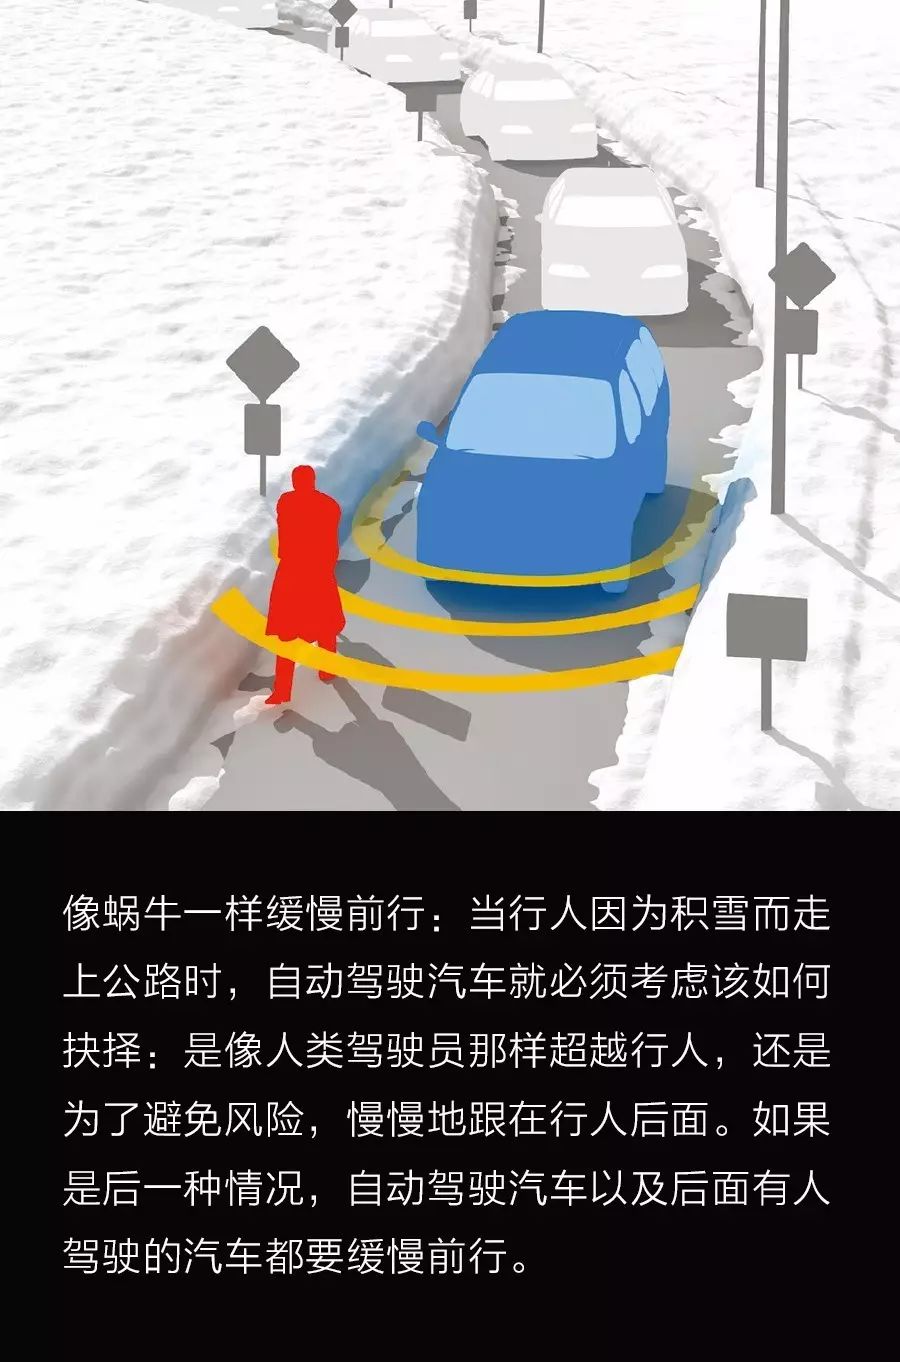 像蜗牛一样缓慢前行：当行人因为积雪而走
上公路时，自动驾驶汽车就必须考虑该如何
抉择：是像人类驾驶员那样超越行人，还是
为了避免风险，慢慢地跟在行人后面。如果
是后一种情况，自动驾驶汽车以及后面有人
驾驶的汽车都要缓慢前行。